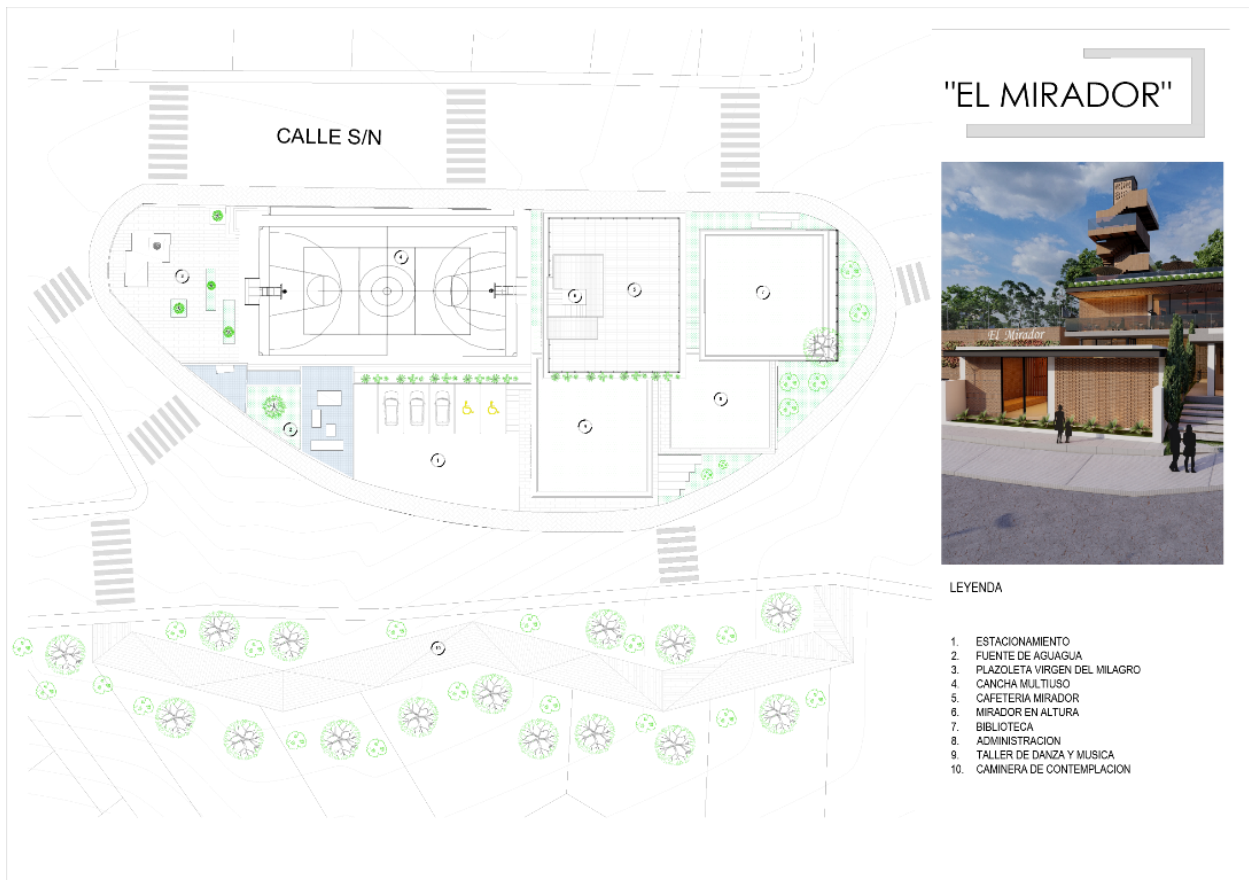 CALLE S/N
"EL MIRADOR"
El Mirador
LEYENDA
1. ESTACIONAMIENTO
2. FUENTE DE AGUAGUA
3. PLAZOLETA VIRGEN DEL MILAGRO
4. CANCHA MULTIUSO
5. CAFETERIA MIRADOR
6. MIRADOR EN ALTURA
7. BIBLIOTECA
8. ADMINISTRACION
9. TALLER DE DANZA Y MUSICA
10. CAMINERA DE CONTEMPLACION